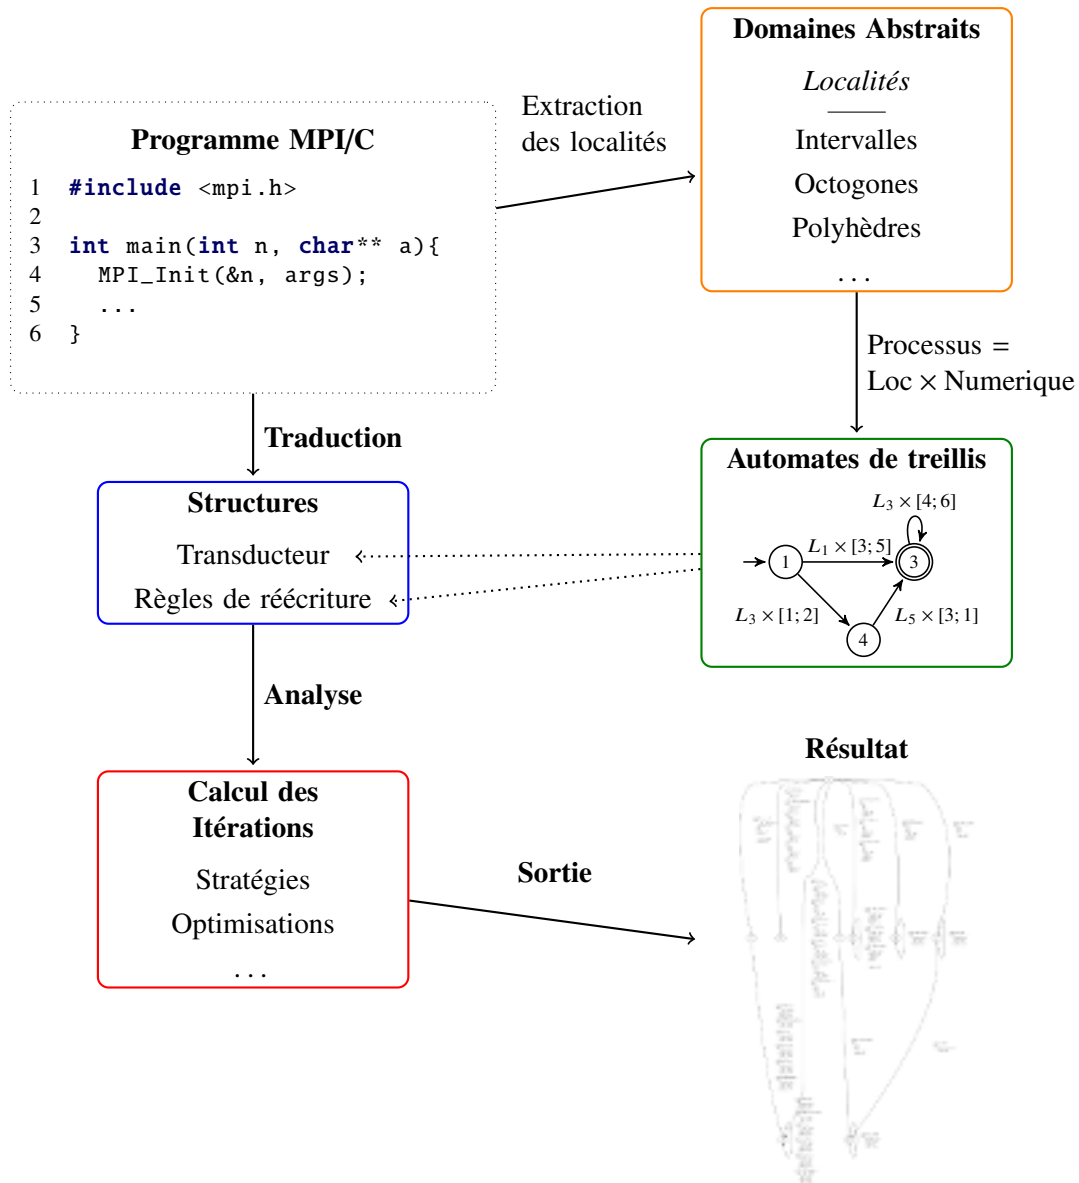 Domaines Abstraits
Localités
Intervalles
Octogones
Polyhèdres
...
Extraction
des localités
Programme MPI/C
1 #include <mpi.h>
2
3 int main(int n, char** a){
4 MPI_Init(&n, args);
5 ...
6 }
Processus =
Loc × Numerique
Traduction
Automates de treillis
L3 × [4; 6]
L1 × [3; 5]
1
3
L3 × [1; 2]
L5 × [3; 1]
4
Structures
Transducteur
Règles de réécriture
Analyse
Résultat
Calcul des
Itérations
Stratégies
Optimisations
...
Sortie